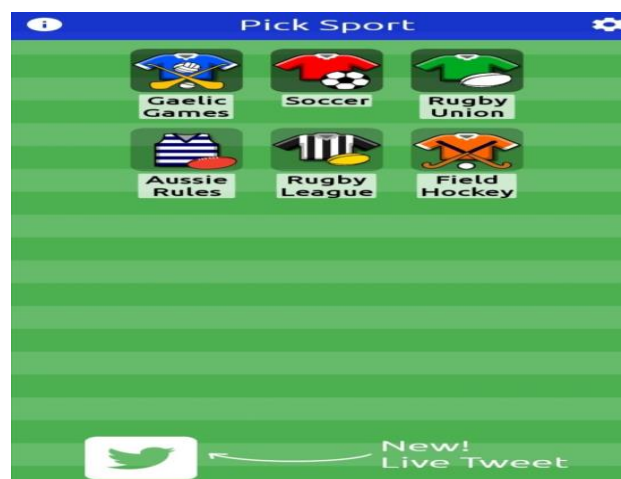 Pick Sport
Gaelic
Games
Soccer
Rugby
Union
Aussie
Rules
Rugby
League
Field
Hockey
New!
Live Tweet